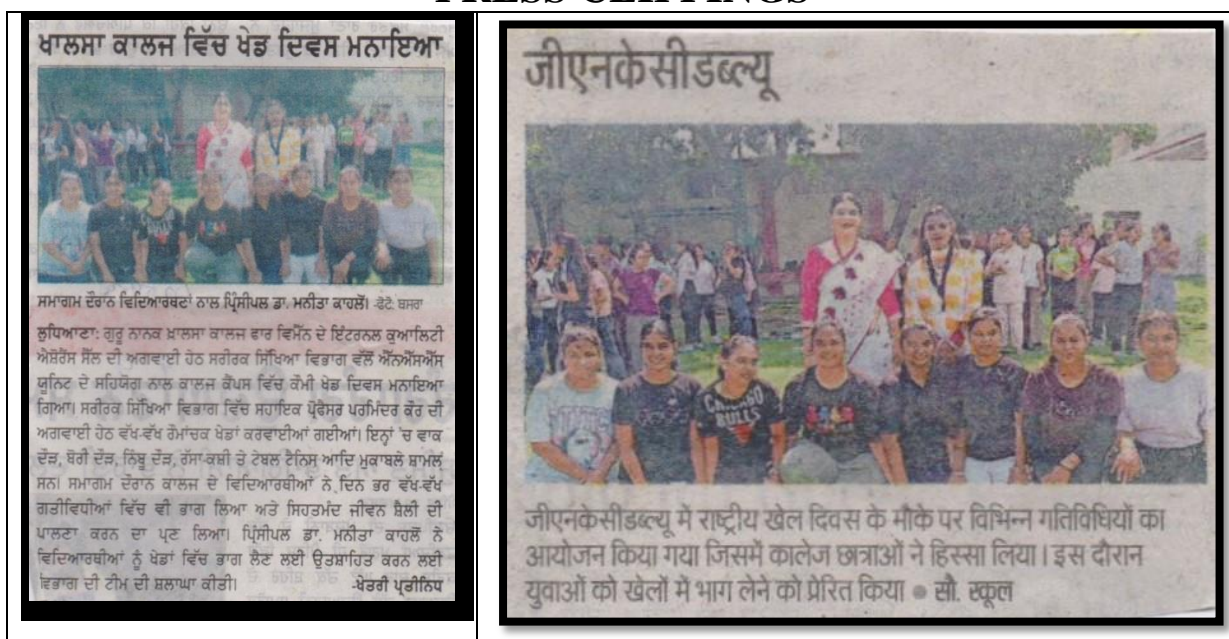 PRESS CLIPPINGS
ਖਾਲਸਾ ਕਾਲਜ ਵਿੱਚ ਖੇਡ ਦਿਵਸ ਮਨਾਇਆ
ਸਮਾਗਮ ਦੌਰਾਨ ਵਿਦਿਆਰਥਣਾਂ ਨਾਲ ਪ੍ਰਿੰਸੀਪਲ ਡਾ. ਮਨੀਤਾ ਕਾਹਲੋਂ। -ਫੋਟੋ: ਬਸਰਾ
ਲੁਧਿਆਣਾ: ਗੁਰੂ ਨਾਨਕ ਖ਼ਾਲਸਾ ਕਾਲਜ ਫਾਰ ਵਿਮੈੱਨ ਦੇ ਇੰਟਰਨਲ ਕੁਆਲਿਟੀ
ਐਸ਼ੋਰੈਂਸ ਸੈੱਲ ਦੀ ਅਗਵਾਈ ਹੇਠ ਸਰੀਰਕ ਸਿੱਖਿਆ ਵਿਭਾਗ ਵੱਲੋਂ ਐੱਨਐੱਸਐੱਸ
ਯੂਨਿਟ ਦੇ ਸਹਿਯੋਗ ਨਾਲ ਕਾਲਜ ਕੈਂਪਸ ਵਿੱਚ ਕੌਮੀ ਖੇਡ ਦਿਵਸ ਮਨਾਇਆ
ਗਿਆ। ਸਰੀਰਕ ਸਿੱਖਿਆ ਵਿਭਾਗ ਵਿੱਚ ਸਹਾਇਕ ਪ੍ਰੋਫੈਸਰ ਪਰਮਿੰਦਰ ਕੌਰ ਦੀ
ਅਗਵਾਈ ਹੇਠ ਵੱਖ-ਵੱਖ ਰੋਮਾਂਚਕ ਖੇਡਾਂ ਕਰਵਾਈਆਂ ਗਈਆਂ। ਇਨ੍ਹਾਂ 'ਚ ਵਾਕ
ਦੌੜ, ਬੋਰੀ ਦੌੜ, ਨਿੰਬੂ ਦੌੜ, ਰੱਸਾ-ਕਸ਼ੀ ਤੇ ਟੇਬਲ ਟੈਨਿਸ ਆਦਿ ਮੁਕਾਬਲੇ ਸ਼ਾਮਲ
ਸਨ। ਸਮਾਗਮ ਦੌਰਾਨ ਕਾਲਜ ਦੇ ਵਿਦਿਆਰਥੀਆਂ ਨੇ ਦਿਨ ਭਰ ਵੱਖ-ਵੱਖ
ਗਤੀਵਿਧੀਆਂ ਵਿੱਚ ਵੀ ਭਾਗ ਲਿਆ ਅਤੇ ਸਿਹਤਮੰਦ ਜੀਵਨ ਸ਼ੈਲੀ ਦੀ
ਪਾਲਣਾ ਕਰਨ ਦਾ ਪ੍ਰਣ ਲਿਆ। ਪ੍ਰਿੰਸੀਪਲ ਡਾ. ਮਨੀਤਾ ਕਾਹਲੋਂ ਨੇ
ਵਿਦਿਆਰਥੀਆਂ ਨੂੰ ਖੇਡਾਂ ਵਿੱਚ ਭਾਗ ਲੈਣ ਲਈ ਉਤਸ਼ਾਹਿਤ ਕਰਨ ਲਈ
ਵਿਭਾਗ ਦੀ ਟੀਮ ਦੀ ਸ਼ਲਾਘਾ ਕੀਤੀ। -ਖੇਤਰੀ ਪ੍ਰਤੀਨਿਧ
जीएनकेसीडब्ल्यू
CHICAGO
BULLS
जीएनकेसीडब्ल्यू में राष्ट्रीय खेल दिवस के मौके पर विभिन्न गतिविधियों का
आयोजन किया गया जिसमें कालेज छात्राओं ने हिस्सा लिया। इस दौरान
युवाओं को खेलों में भाग लेने को प्रेरित किया ● सौ. स्कूल